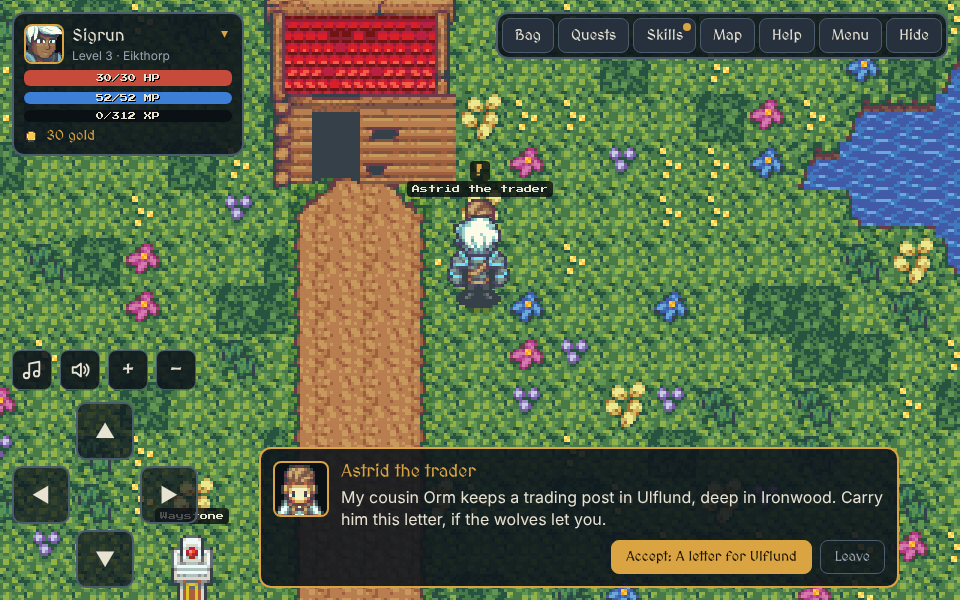 Sigrun
Level 3 · Eikthorp
30/30 HP
52/52 MP
0/312 XP
30 gold
Bag
Quests
Skills
Map
Help
Menu
Hide
!
Astrid the trader
+
-
Waystone
Astrid the trader
My cousin Orm keeps a trading post in Ulflund, deep in Ironwood. Carry
him this letter, if the wolves let you.
Accept: A letter for Ulflund
Leave